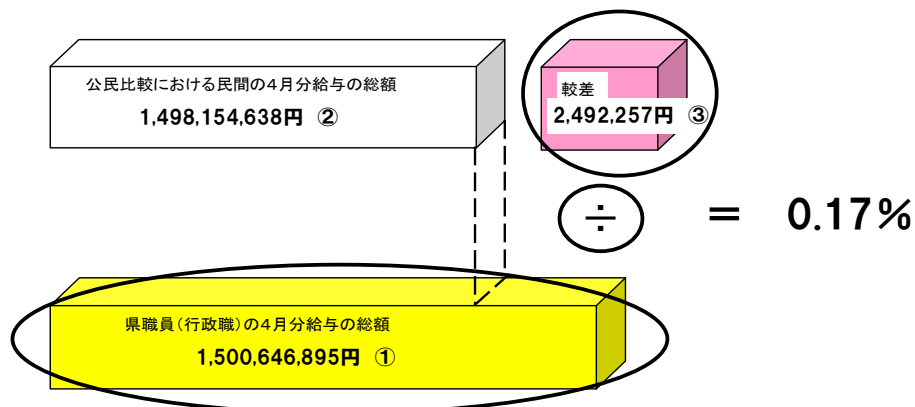 公民比較における民間の4月分給与の総額
1,498,154,638円 ②
較差
2,492,257円 ③
÷ = 0.17%
県職員(行政職)の4月分給与の総額
1,500,646,895円 ①